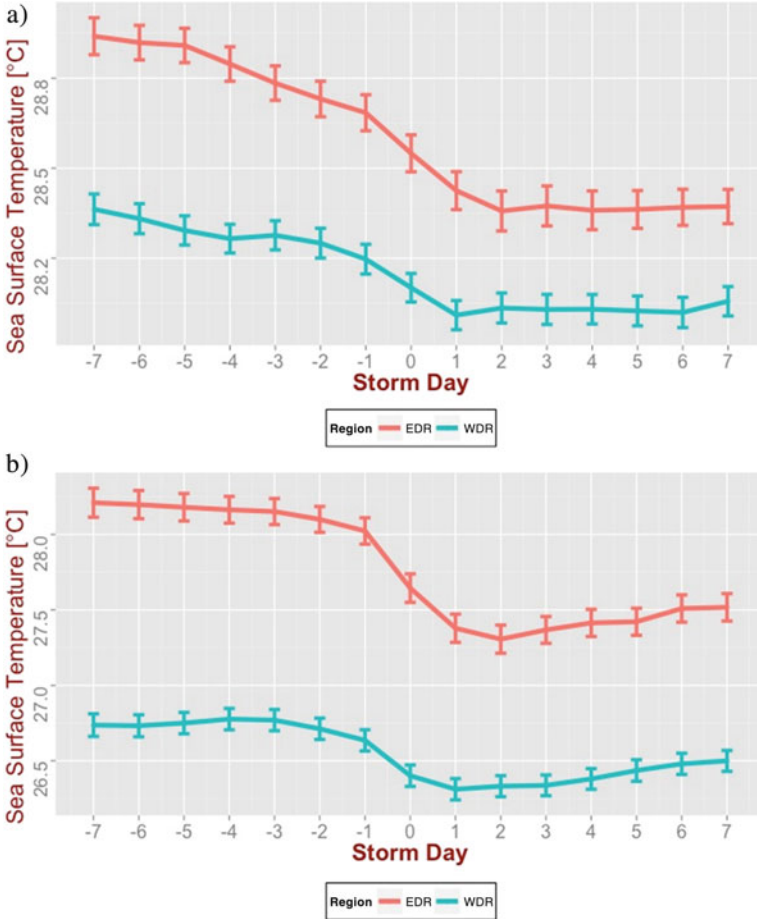 a)
Sea Surface Temperature [°C]
28.8
28.5
28.2
-7 -6 -5 -4 -3 -2 -1 0 1 2 3 4 5 6 7
Storm Day
Region EDR WDR
b)
Sea Surface Temperature [°C]
28.0
27.5
27.0
26.5
-7 -6 -5 -4 -3 -2 -1 0 1 2 3 4 5 6 7
Storm Day
Region EDR WDR